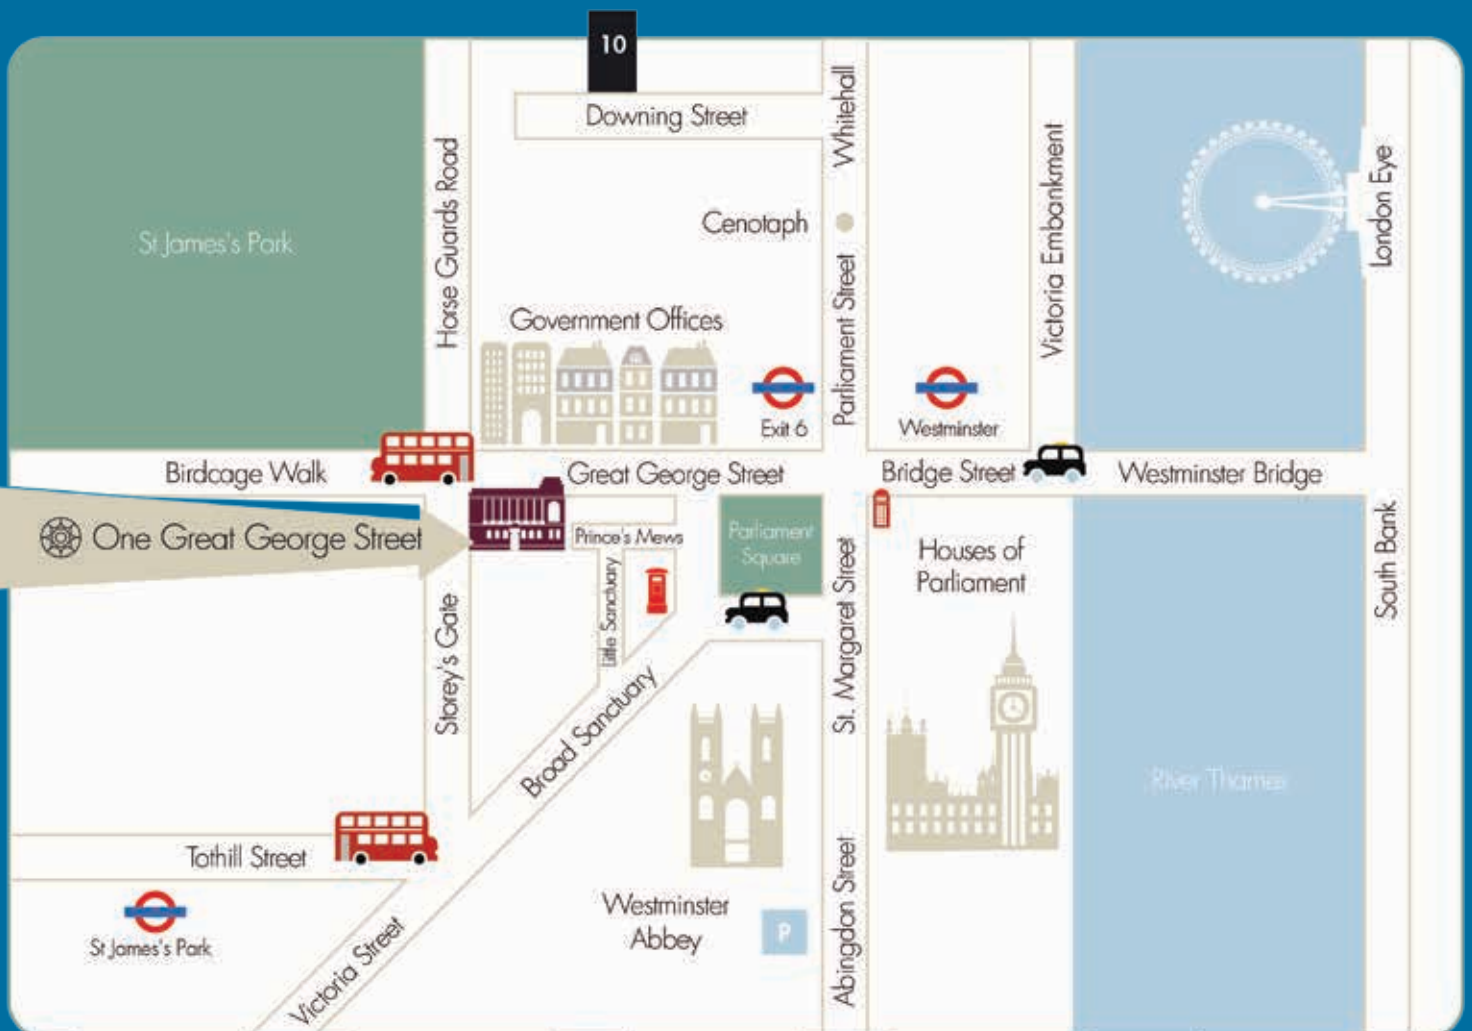 10
Downing Street
Whitehall
Horse Guards Road
Victoria Embankment
London Eye
St James's Park
Cenotaph
Parliament Street
Government Offices
Exit 6
Westminster
Birdcage Walk
Great George Street
Bridge Street
Westminster Bridge
One Great George Street
Prince's Mews
Parliament
Square
Houses of
Parliament
South Bank
Little Sanctuary
St. Margaret Street
Storey's Gate
Broad Sanctuary
River Thames
Tothill Street
St James's Park
Victoria Street
Westminster
Abbey
P
Abingdon Street